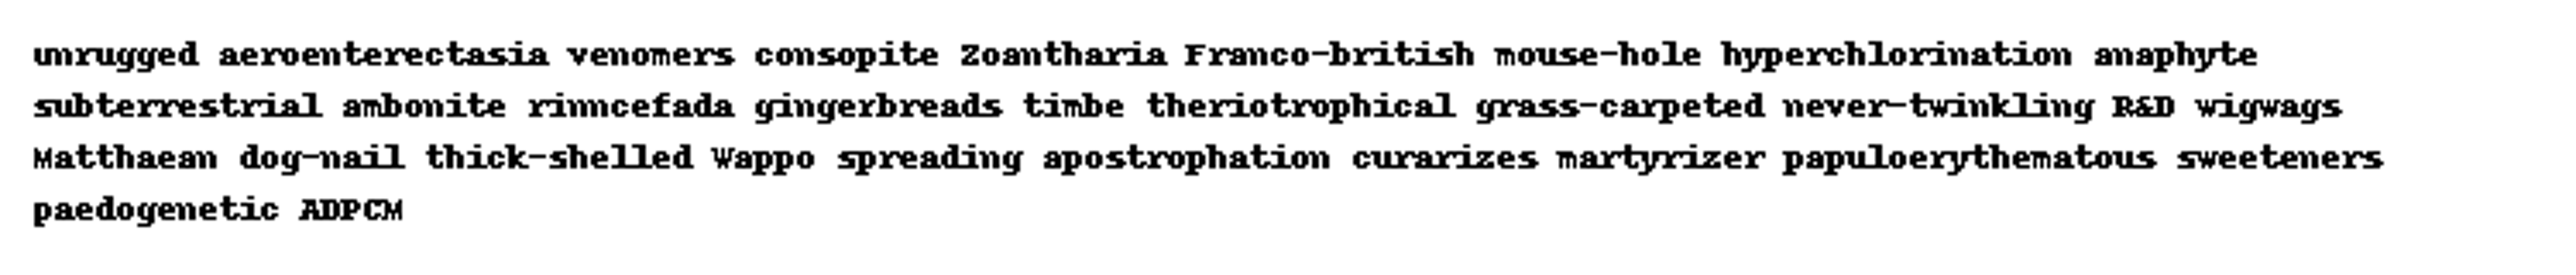 unrugged aeroenterectasia venomers consopite Zoantharia Franco-british mouse-hole hyperchlorination anaphyte
subterrestrial ambonite rinncefada gingerbreads timbe theriotrophical grass-carpeted never-twinkling R&D wigwags
Matthaean dog-nail thick-shelled Wappo spreading apostrophation curarizes martyrizer papuloerythematous sweeteners
paedogenetic ADPCM